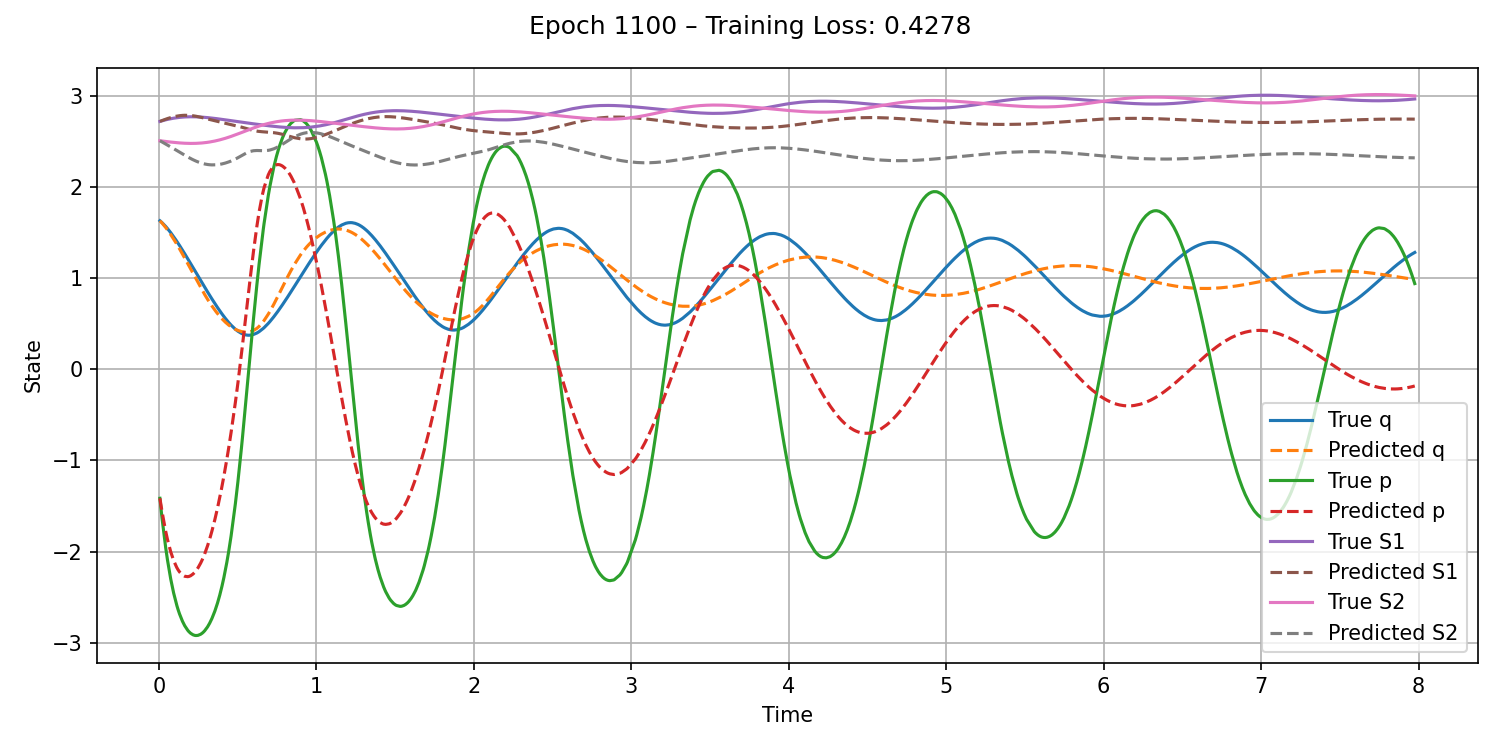 Epoch 1100 – Training Loss: 0.4278
State
3
2
1
0
−1
−2
−3
0 1 2 3 4 5 6 7 8
Time
True q
Predicted q
True p
Predicted p
True S1
Predicted S1
True S2
Predicted S2